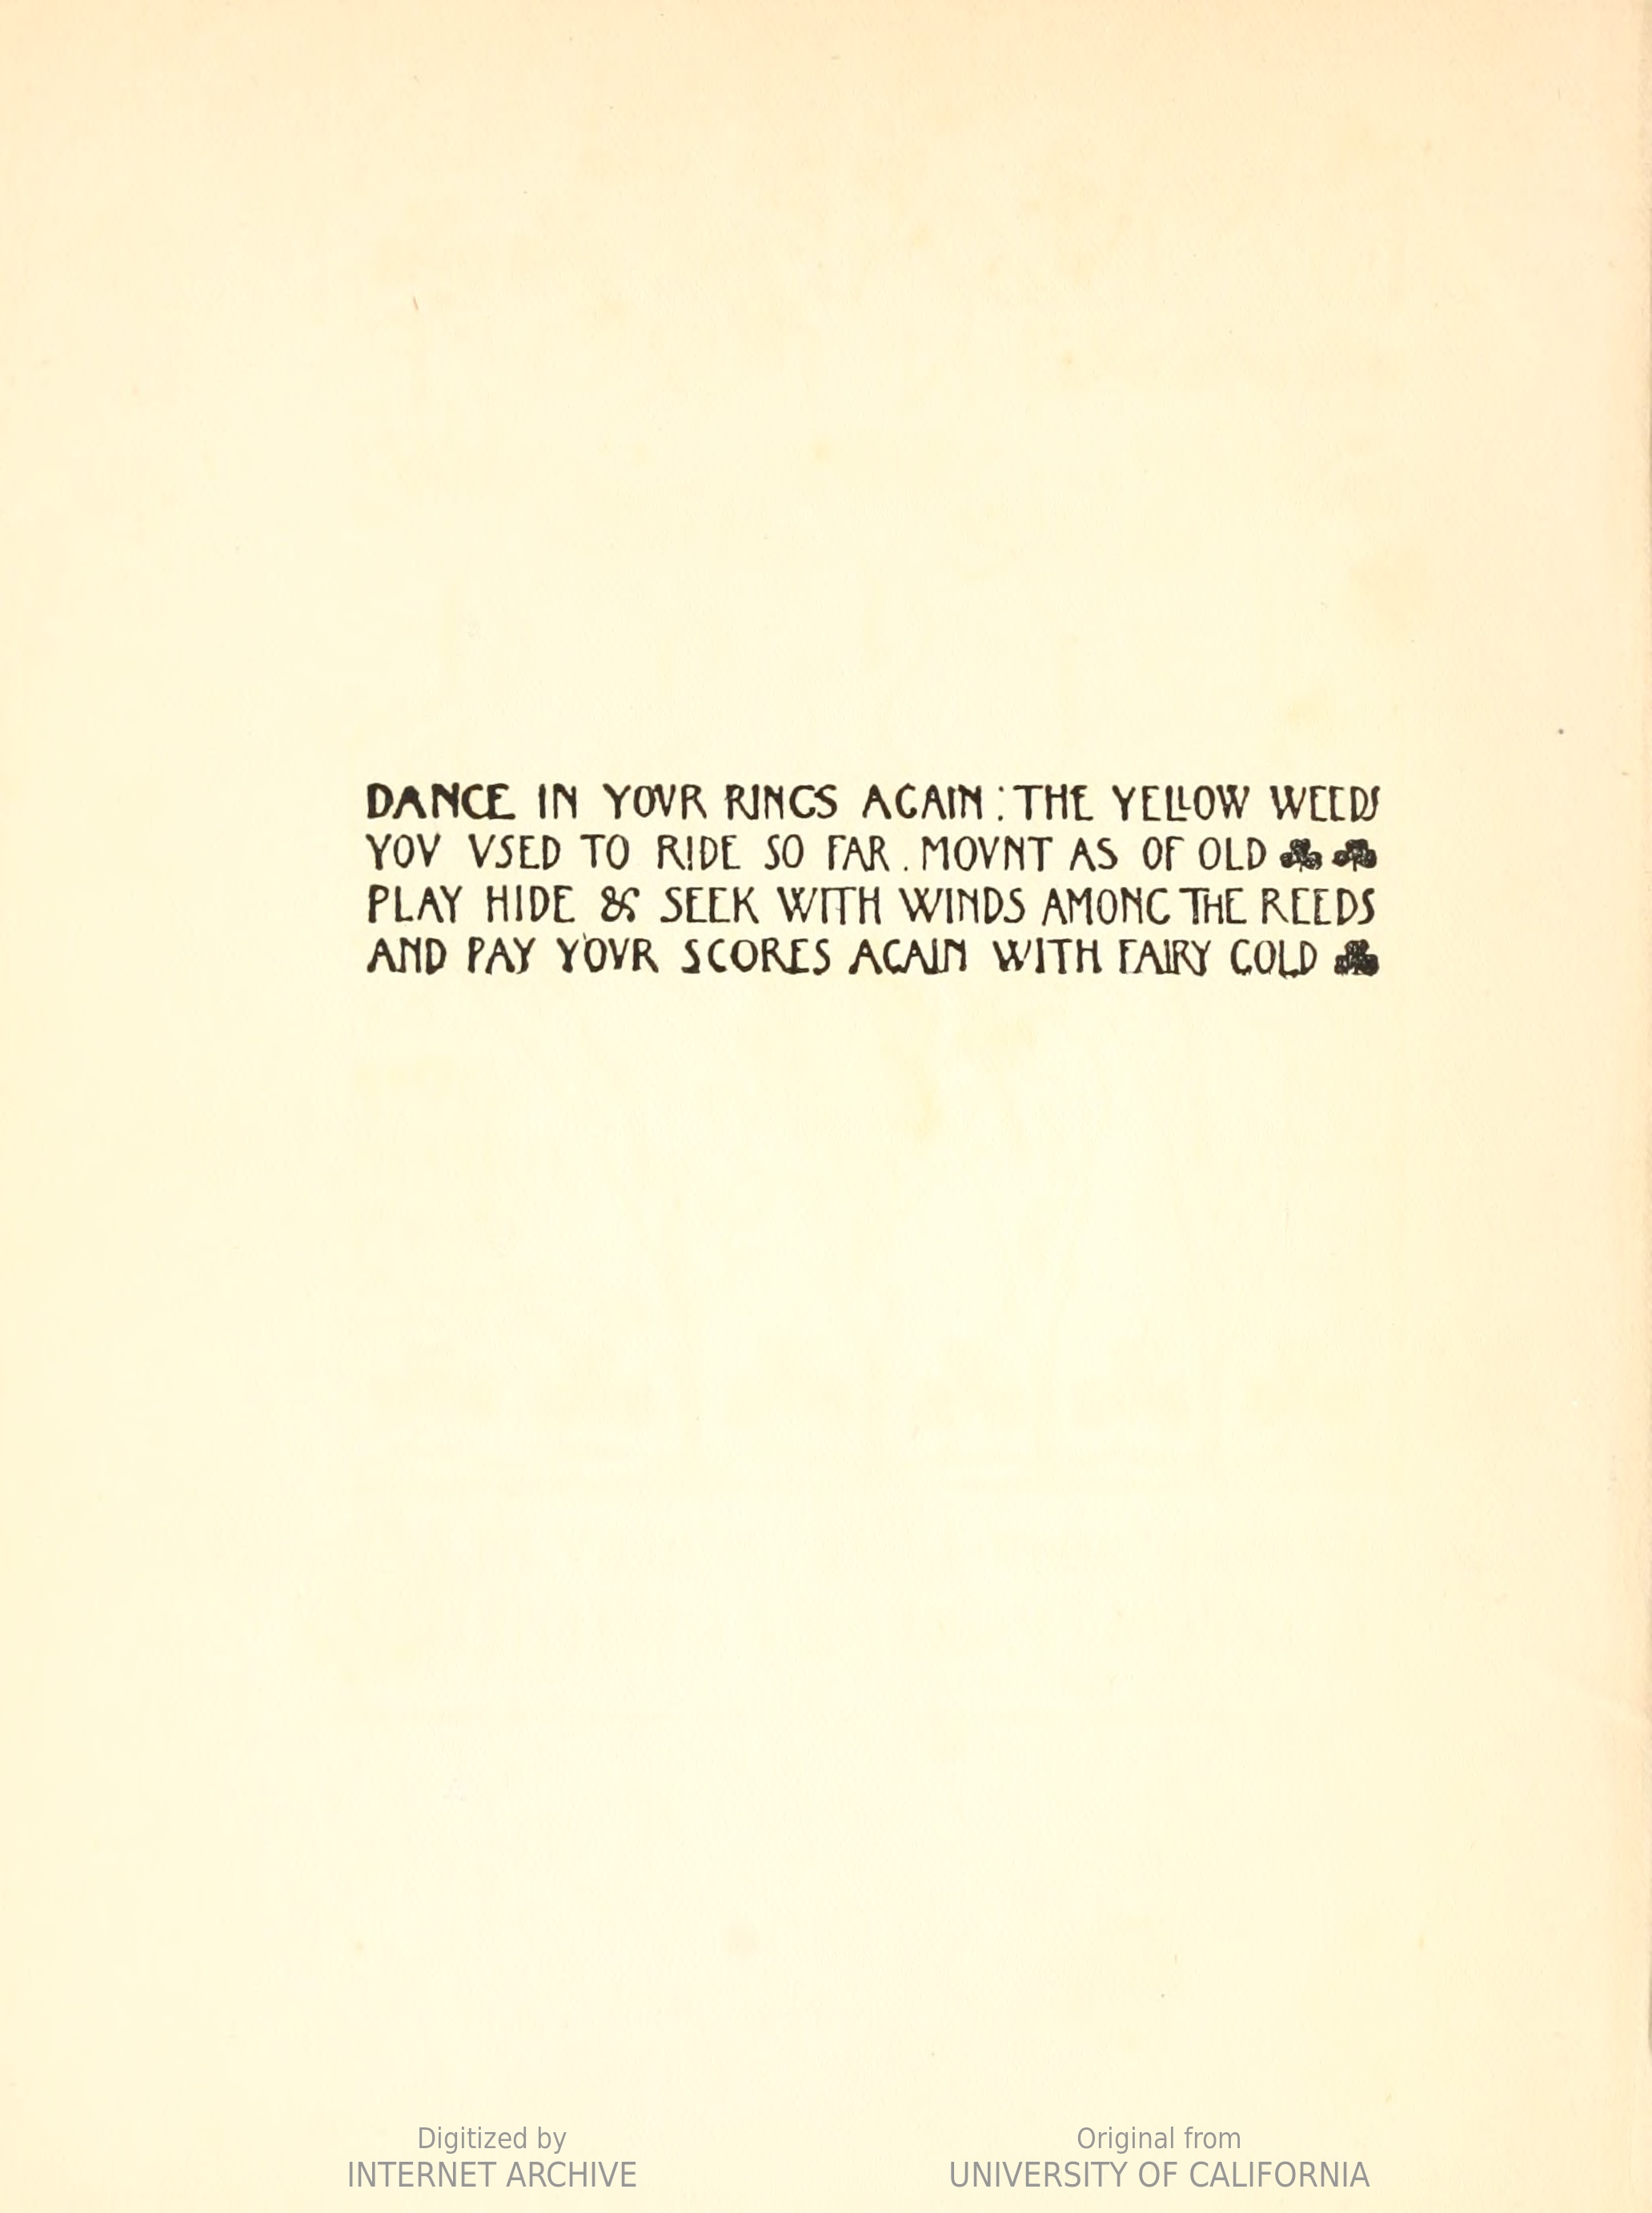 DANCE IN YOVR RINGS AGAIN : THE YELLOW WEEDS
YOV VSED TO RIDE SO FAR . MOVNT AS OF OLD
PLAY HIDE & SEEK WITH WINDS AMONG THE REEDS
AND PAY YOVR SCORES AGAIN WITH FAIRY GOLD
Digitized by
INTERNET ARCHIVE
Original from
UNIVERSITY OF CALIFORNIA